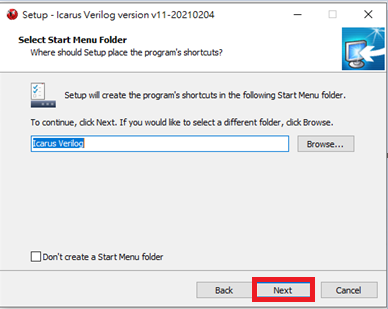 Setup - Icarus Verilog version v11-20210204
Select Start Menu Folder
Where should Setup place the program's shortcuts?
Setup will create the program's shortcuts in the following Start Menu folder.
To continue, click Next. If you would like to select a different folder, click Browse.
Icarus Verilog
Browse...
Don't create a Start Menu folder
Back
Next
Cancel